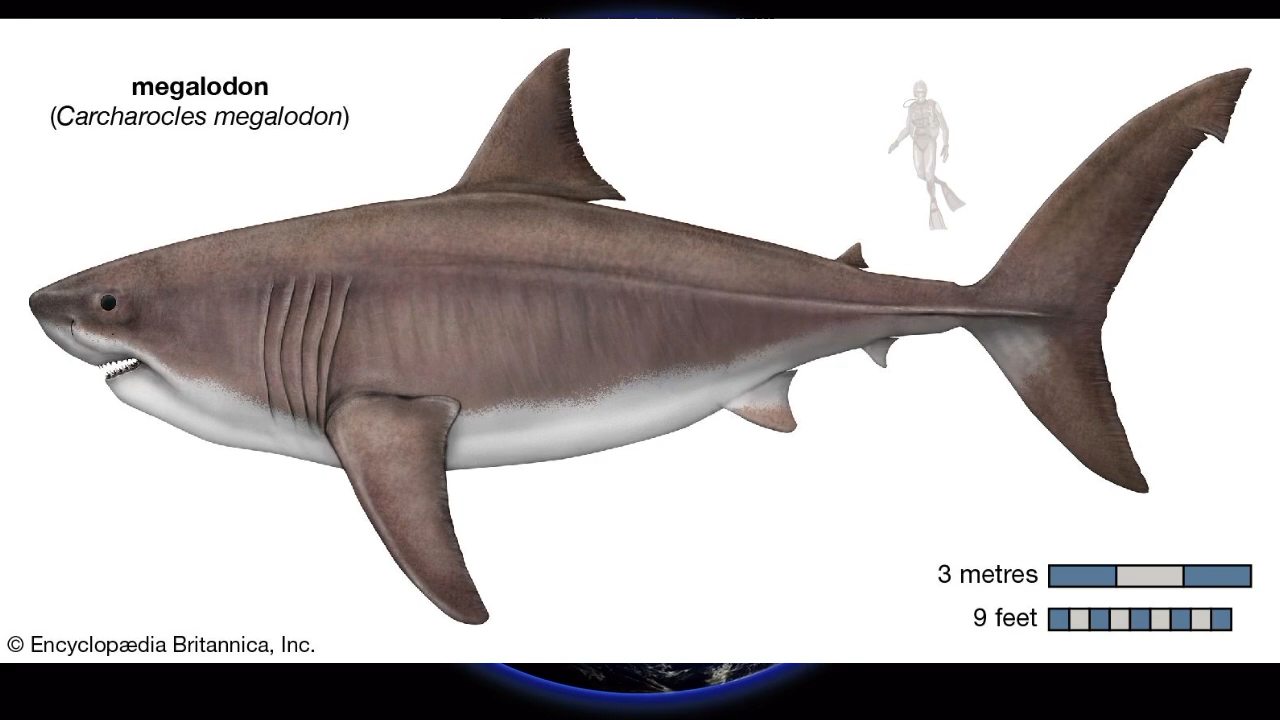 megalodon
(Carcharocles megalodon)
3 metres
9 feet
© Encyclopædia Britannica, Inc.